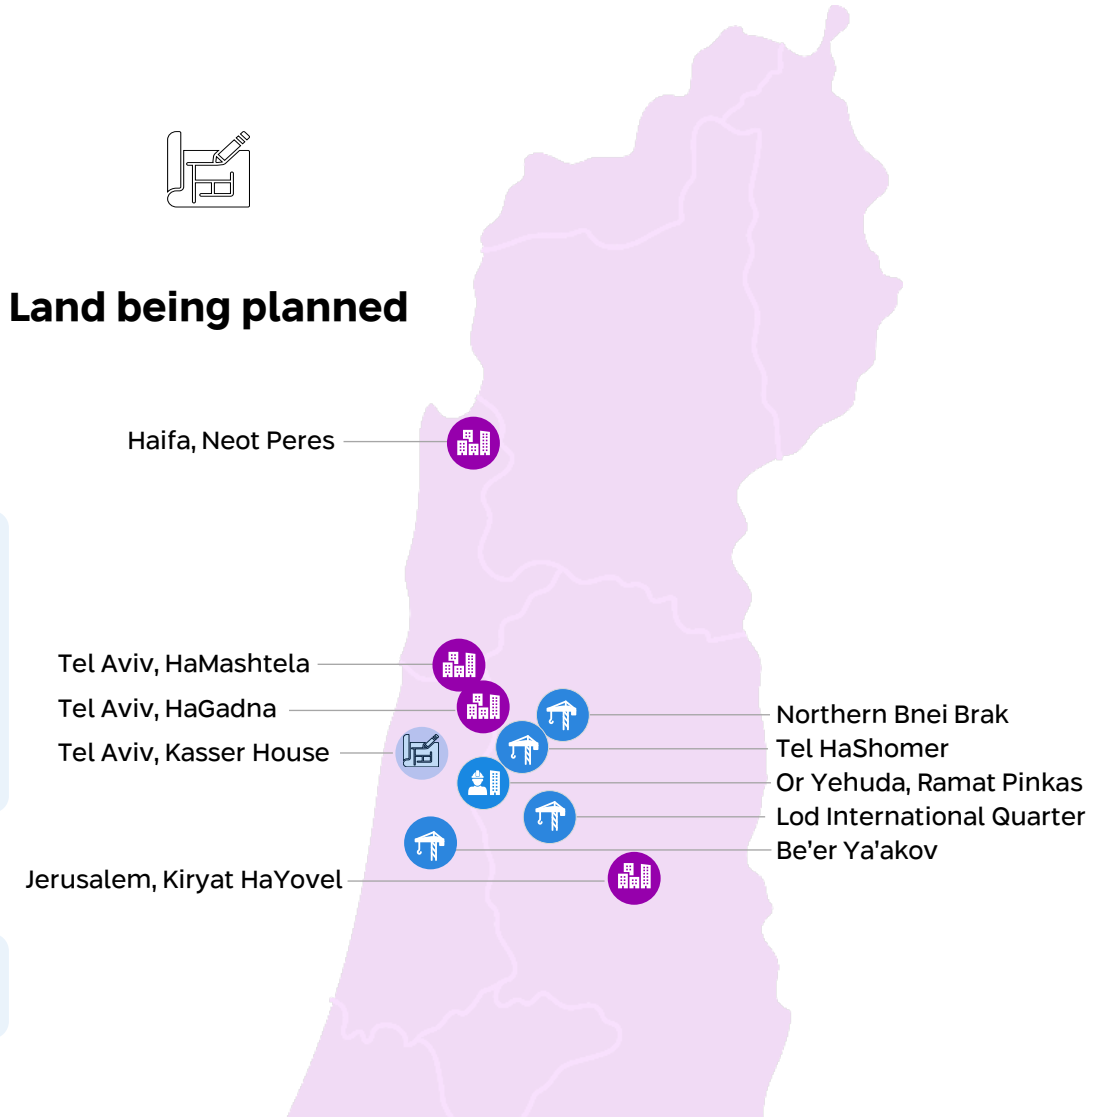 Land being planned
Haifa, Neot Peres
Tel Aviv, HaMashtela
Tel Aviv, HaGadna
Tel Aviv, Kasser House
Jerusalem, Kiryat HaYovel
Northern Bnei Brak
Tel HaShomer
Or Yehuda, Ramat Pinkas
Lod International Quarter
Be’er Ya’akov